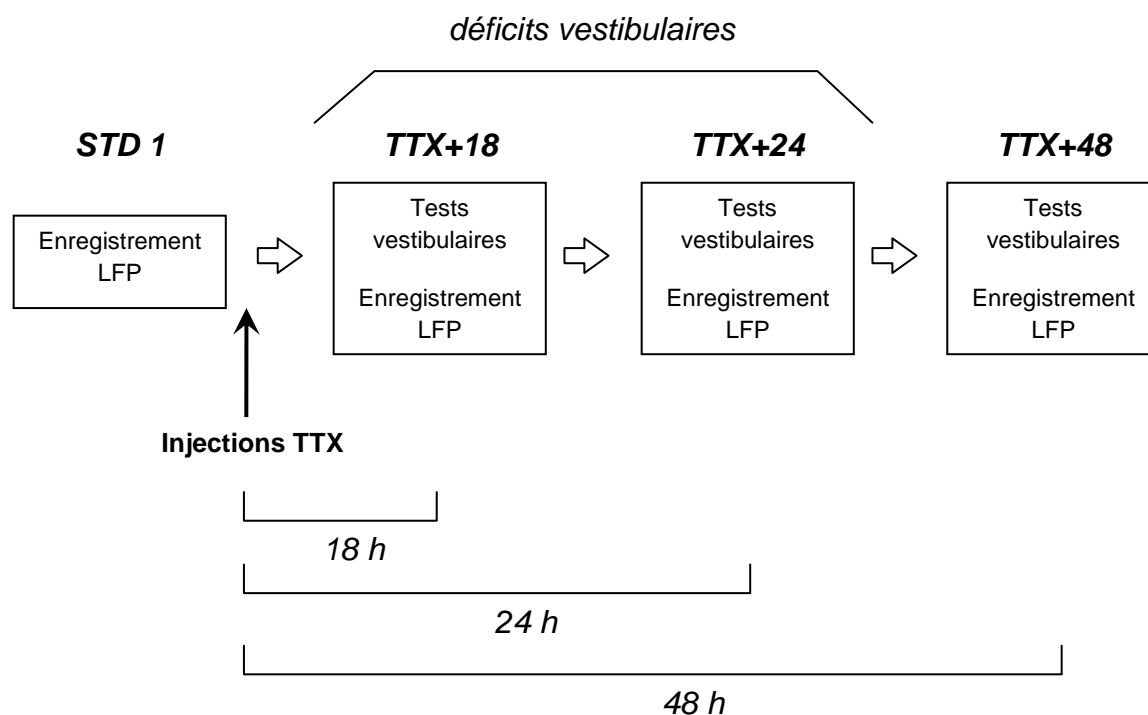 déficits vestibulaires
STD 1
TTX+18
TTX+24
TTX+48
Enregistrement
LFP
Tests
vestibulaires
Enregistrement
LFP
Tests
vestibulaires
Enregistrement
LFP
Tests
vestibulaires
Enregistrement
LFP
Injections TTX
18 h
24 h
48 h